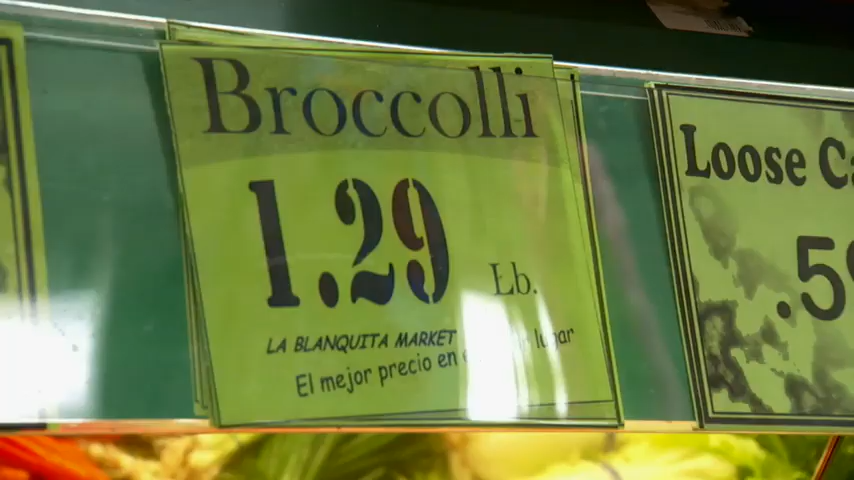 Broccolli
1.29
Lb.
LA BLANQUITA MARKET
El mejor precio en lugar
Loose
.5